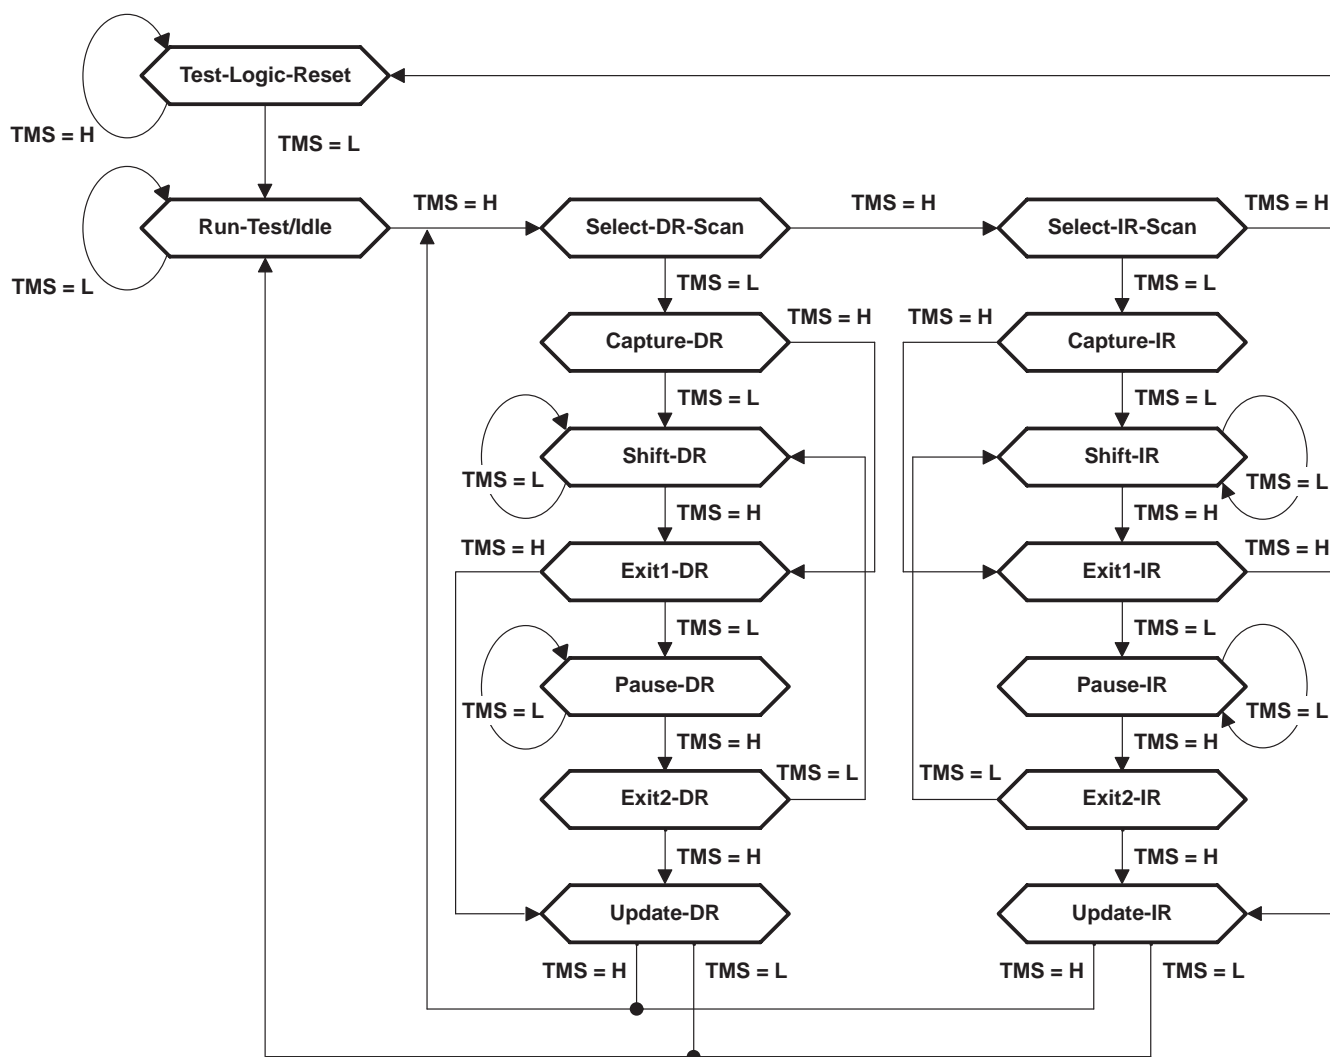 Test-Logic-Reset
TMS = H
TMS = L
TMS = H
TMS = H
TMS = H
Run-Test/Idle
Select-DR-Scan
Select-IR-Scan
TMS = L
TMS = L
TMS = L
TMS = H
TMS = H
Capture-DR
Capture-IR
TMS = L
TMS = L
Shift-DR
Shift-IR
TMS = L
TMS = L
TMS = H
TMS = H
TMS = H
TMS = H
Exit1-DR
Exit1-IR
TMS = L
TMS = L
Pause-DR
Pause-IR
TMS = L
TMS = L
TMS = H
TMS = H
TMS = L
TMS = L
Exit2-DR
Exit2-IR
TMS = H
TMS = H
Update-DR
Update-IR
TMS = H
TMS = L
TMS = H
TMS = L